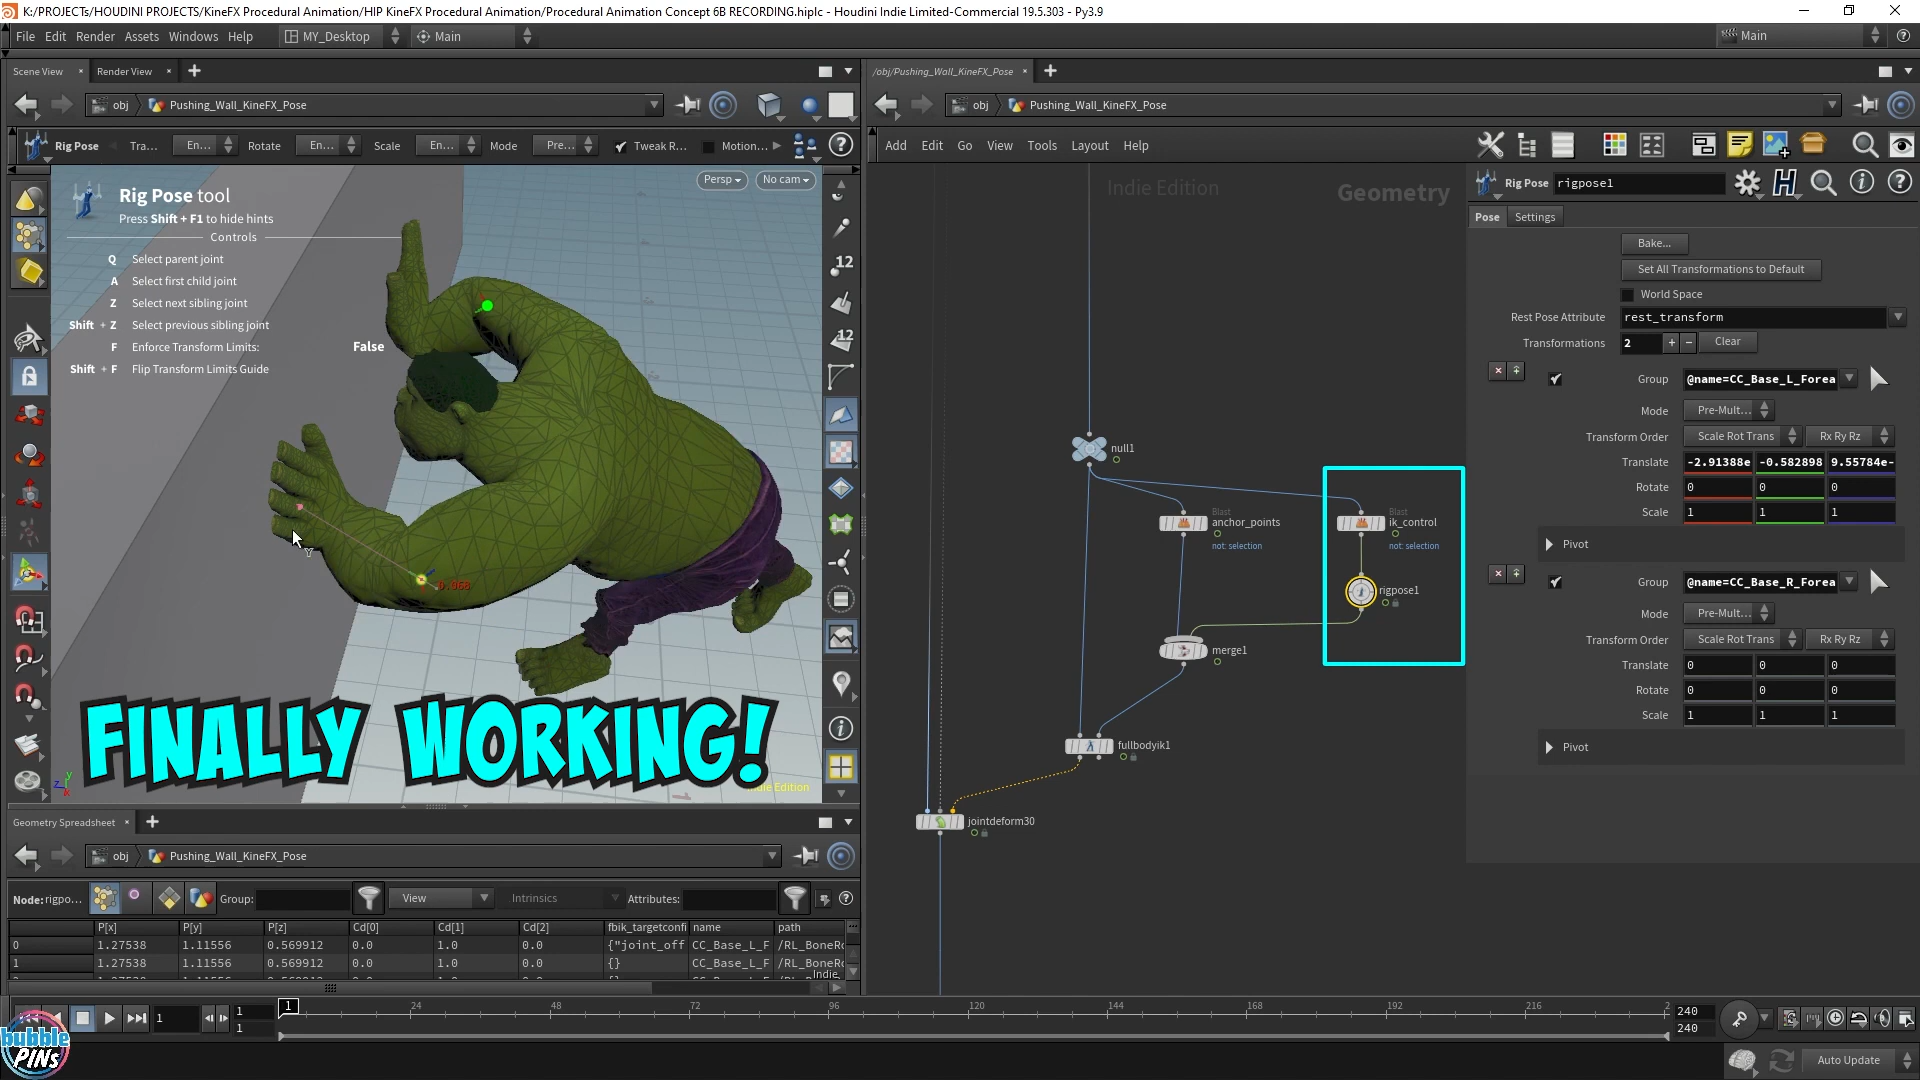 K:/PROJECTs/HOUDINI PROJECTS/KineFX Procedural Animation/HIP KineFX Procedural Animation/Procedural Animation Concept 6B RECORDING.hiplc - Houdini Indie Limited-Commercial 19.5.303 - Py3.9
File Edit Render Assets Windows Help MY_Desktop Main Main
Scene View Render View
obj Pushing_Wall_KineFX_Pose
Rig Pose Tra... En... Rotate En... Scale En... Mode Pre... Tweak R... Motion...
Persp No cam
Rig Pose tool
Press Shift + F1 to hide hints
Controls
Q Select parent joint
A Select first child joint
Z Select next sibling joint
Shift + Z Select previous sibling joint
F Enforce Transform Limits: False
Shift + F Flip Transform Limits Guide
12
12
FINALLY WORKING!
Indie Edition
Geometry Spreadsheet
obj Pushing_Wall_KineFX_Pose
Node: rigpo... Group: View Intrinsics Attributes:
P[x] P[y] P[z] Cd[0] Cd[1] Cd[2] fbik_targetconfi name path
0 1.27538 1.11556 0.569912 0.0 1.0 0.0 {"joint_off CC_Base_L_F /RL_BoneRo
1 1.27538 1.11556 0.569912 0.0 1.0 0.0 {} CC_Base_L_F /RL_BoneRo
Indie
/obj/Pushing_Wall_KineFX_Pose
obj Pushing_Wall_KineFX_Pose
Add Edit Go View Tools Layout Help
Indie Edition
Geometry
null1
Blast
anchor_points
not: selection
Blast
ik_control
not: selection
rigpose1
merge1
fullbodyik1
jointdeform30
Rig Pose rigpose1
Pose Settings
Bake...
Set All Transformations to Default
World Space
Rest Pose Attribute rest_transform
Transformations 2 + − Clear
Group @name=CC_Base_L_Forea
Mode Pre-Mult...
Transform Order Scale Rot Trans Rx Ry Rz
Translate -2.91388e -0.582898 9.55784e-
Rotate 0 0 0
Scale 1 1 1
Pivot
Group @name=CC_Base_R_Forea
Mode Pre-Mult...
Transform Order Scale Rot Trans Rx Ry Rz
Translate 0 0 0
Rotate 0 0 0
Scale 1 1 1
Pivot
1 1 1 1 24 48 72 96 120 144 168 192 216 2 240 240
bubble
PINs
Auto Update